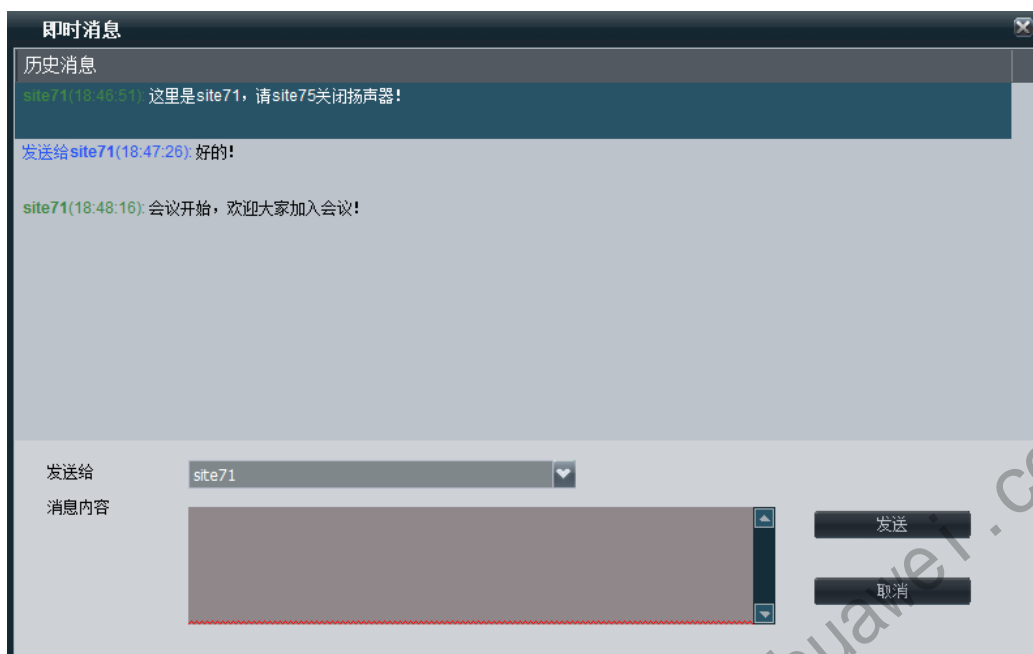 即时消息
历史消息
site71(18:46:51): 这里是site71，请site75关闭扬声器!
发送给site71(18:47:26): 好的!
site71(18:48:16): 会议开始，欢迎大家加入会议!
发送给 site71
消息内容
发送
取消
huawei.co